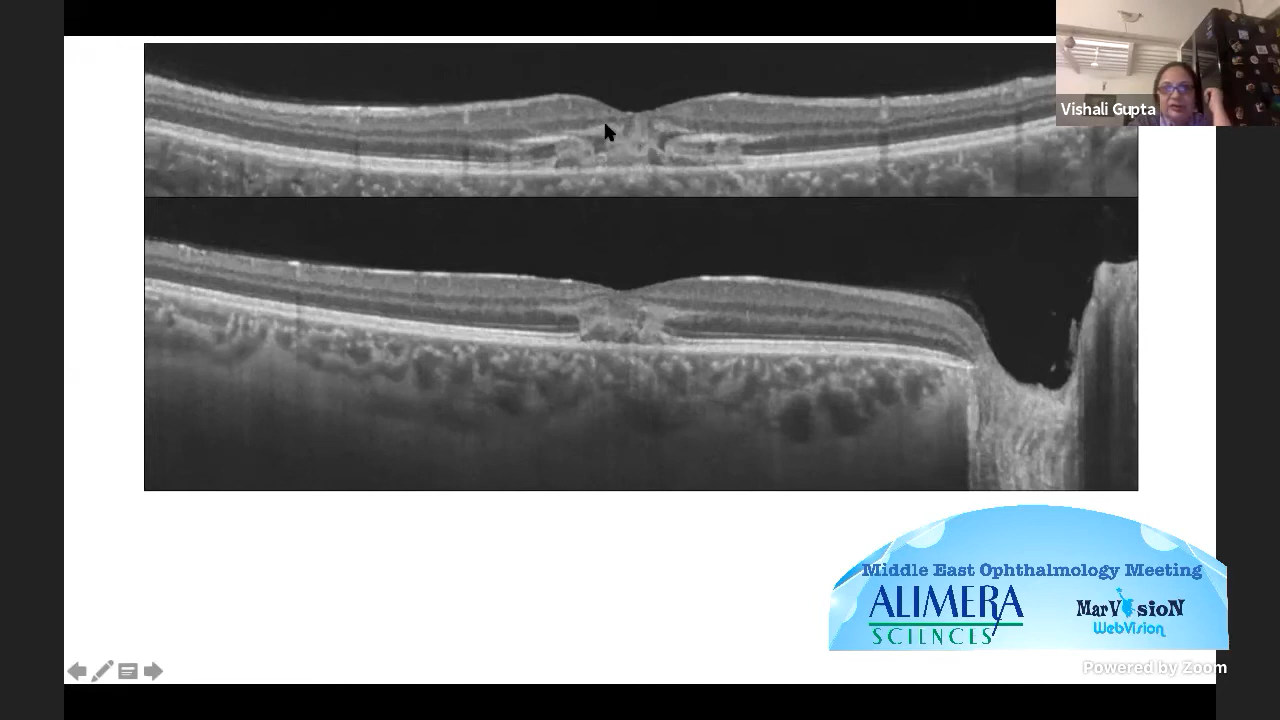 Vishali Gupta
Middle East Ophthalmology Meeting
ALIMERA
SCIENCES
MarVisioN
WebVision
Powered by Zoom